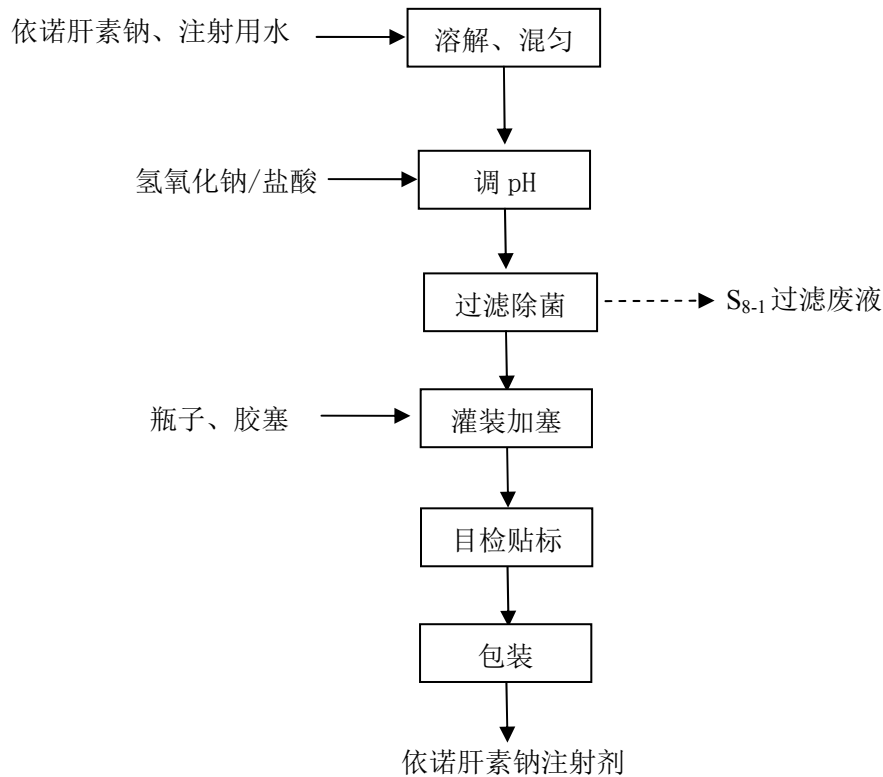 依诺肝素钠、注射用水
溶解、混匀
氢氧化钠/盐酸
调 pH
过滤除菌
S8-1 过滤废液
瓶子、胶塞
灌装加塞
目检贴标
包装
依诺肝素钠注射剂